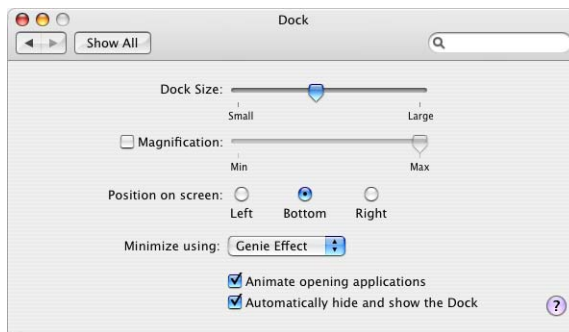 Dock
Show All
Dock Size:
Small Large
Magnification:
Min Max
Position on screen:
Left Bottom Right
Minimize using: Genie Effect
Animate opening applications
Automatically hide and show the Dock
?